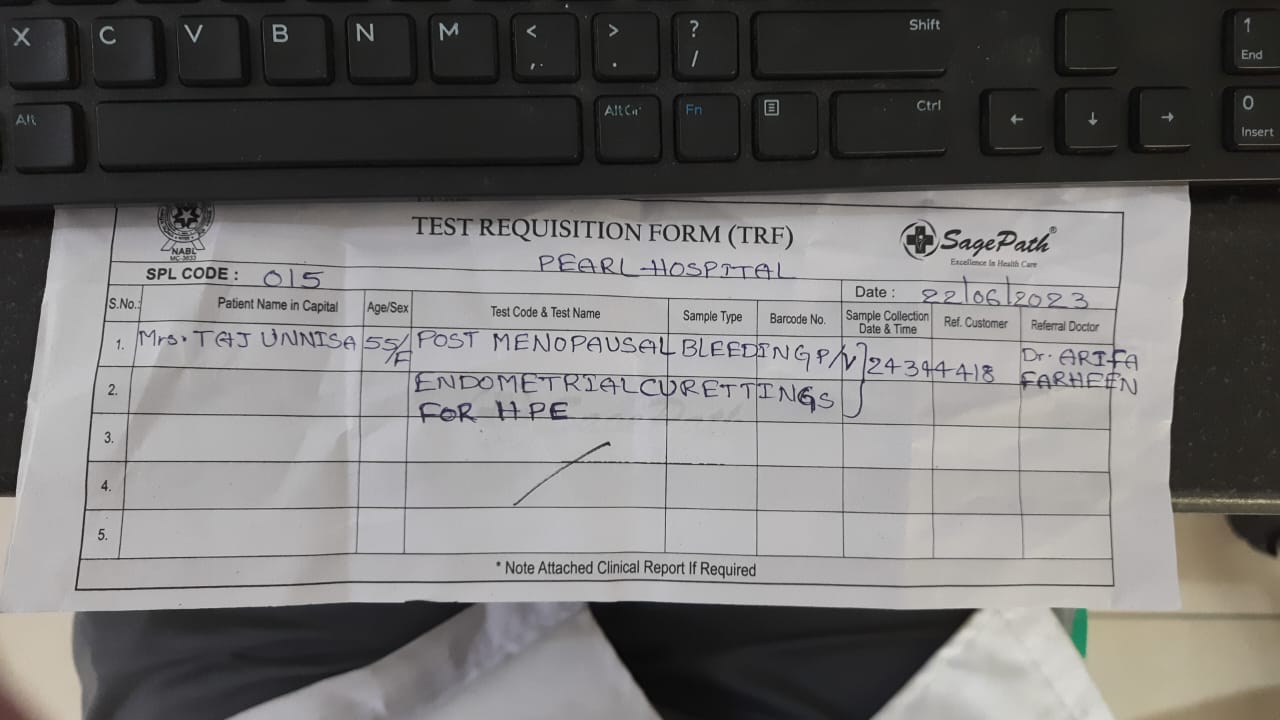 X C V B N M < , > . ? / Shift 1 End
Alt Alt Gr Fn Ctrl ← ↓ → 0 Insert
NABL
TEST REQUISITION FORM (TRF)
SagePath®
Excellence In Health Care
PEARL HOSPITAL
SPL CODE : 015
Date : 22/06/2023
S.No.: Patient Name in Capital Age/Sex Test Code & Test Name Sample Type Barcode No. Sample Collection Date & Time Ref. Customer Referral Doctor
1. Mrs. TAJ UNNISA 55/F POST MENOPAUSAL BLEEDING P/V 24344418 Dr. ARIFA FARHEEN
2. ENDOMETRIAL CURETTINGS
FOR HPE
3.
4.
5.
* Note Attached Clinical Report If Required